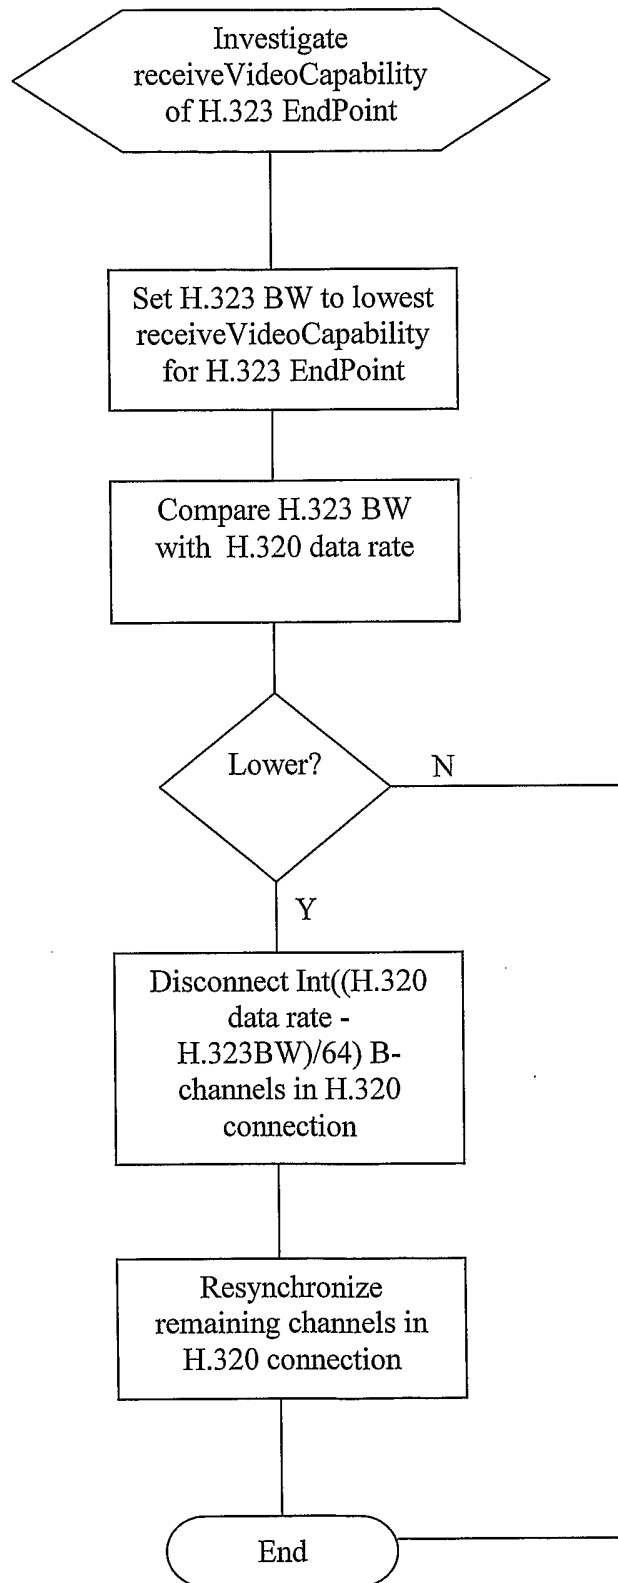 Investigate
receiveVideoCapability
of H.323 EndPoint
Set H.323 BW to lowest
receiveVideoCapability
for H.323 EndPoint
Compare H.323 BW
with  H.320 data rate
Lower?
N
Y
Disconnect Int((H.320
data rate -
H.323BW)/64) B-
channels in H.320
connection
Resynchronize
remaining channels in
H.320 connection
End